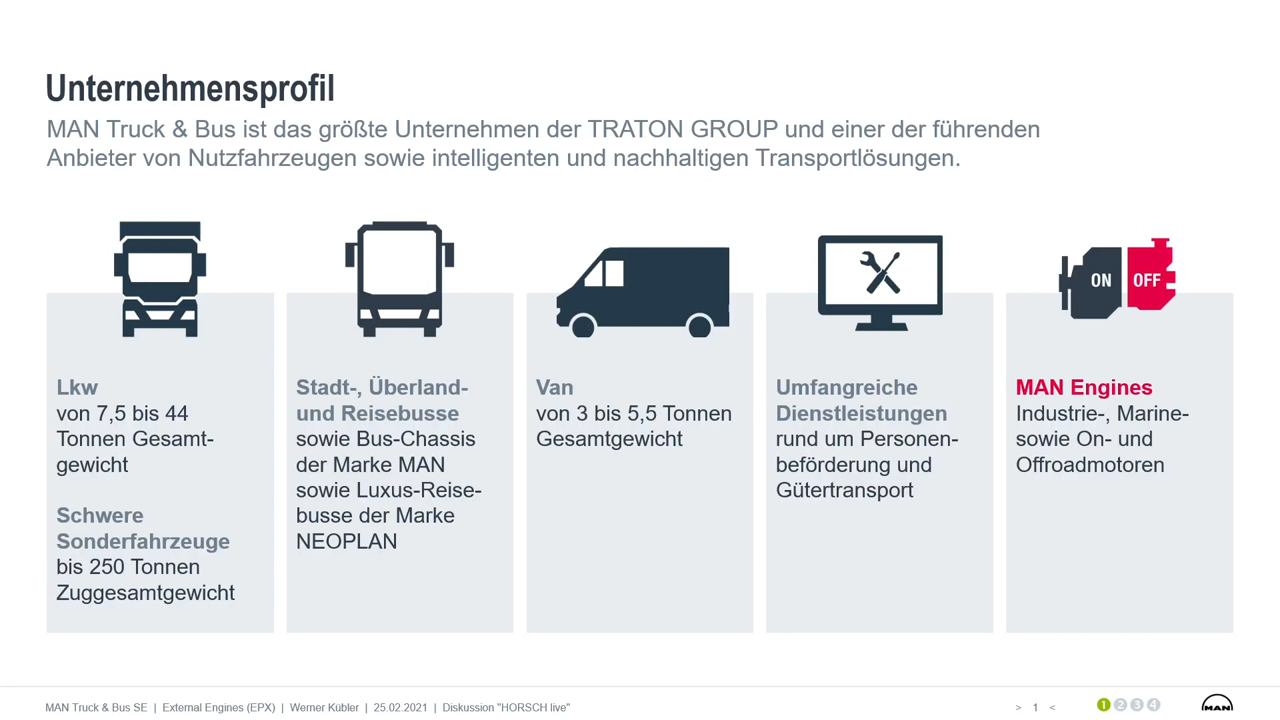 Unternehmensprofil
MAN Truck & Bus ist das größte Unternehmen der TRATON GROUP und einer der führenden
Anbieter von Nutzfahrzeugen sowie intelligenten und nachhaltigen Transportlösungen.
ON OFF
Lkw
von 7,5 bis 44
Tonnen Gesamt-
gewicht
Schwere
Sonderfahrzeuge
bis 250 Tonnen
Zuggesamtgewicht
Stadt-, Überland-
und Reisebusse
sowie Bus-Chassis
der Marke MAN
sowie Luxus-Reise-
busse der Marke
NEOPLAN
Van
von 3 bis 5,5 Tonnen
Gesamtgewicht
Umfangreiche
Dienstleistungen
rund um Personen-
beförderung und
Gütertransport
MAN Engines
Industrie-, Marine-
sowie On- und
Offroadmotoren
MAN Truck & Bus SE | External Engines (EPX) | Werner Kübler | 25.02.2021 | Diskussion "HORSCH live"
> 1 <
1 2 3 4
MAN